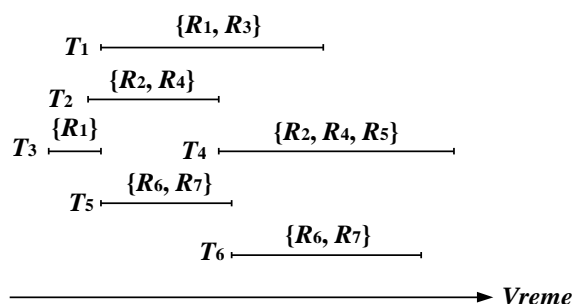 {R1, R3}
T1
{R2, R4}
T2
{R1}
{R2, R4, R5}
T3
T4
{R6, R7}
T5
{R6, R7}
T6
Vreme